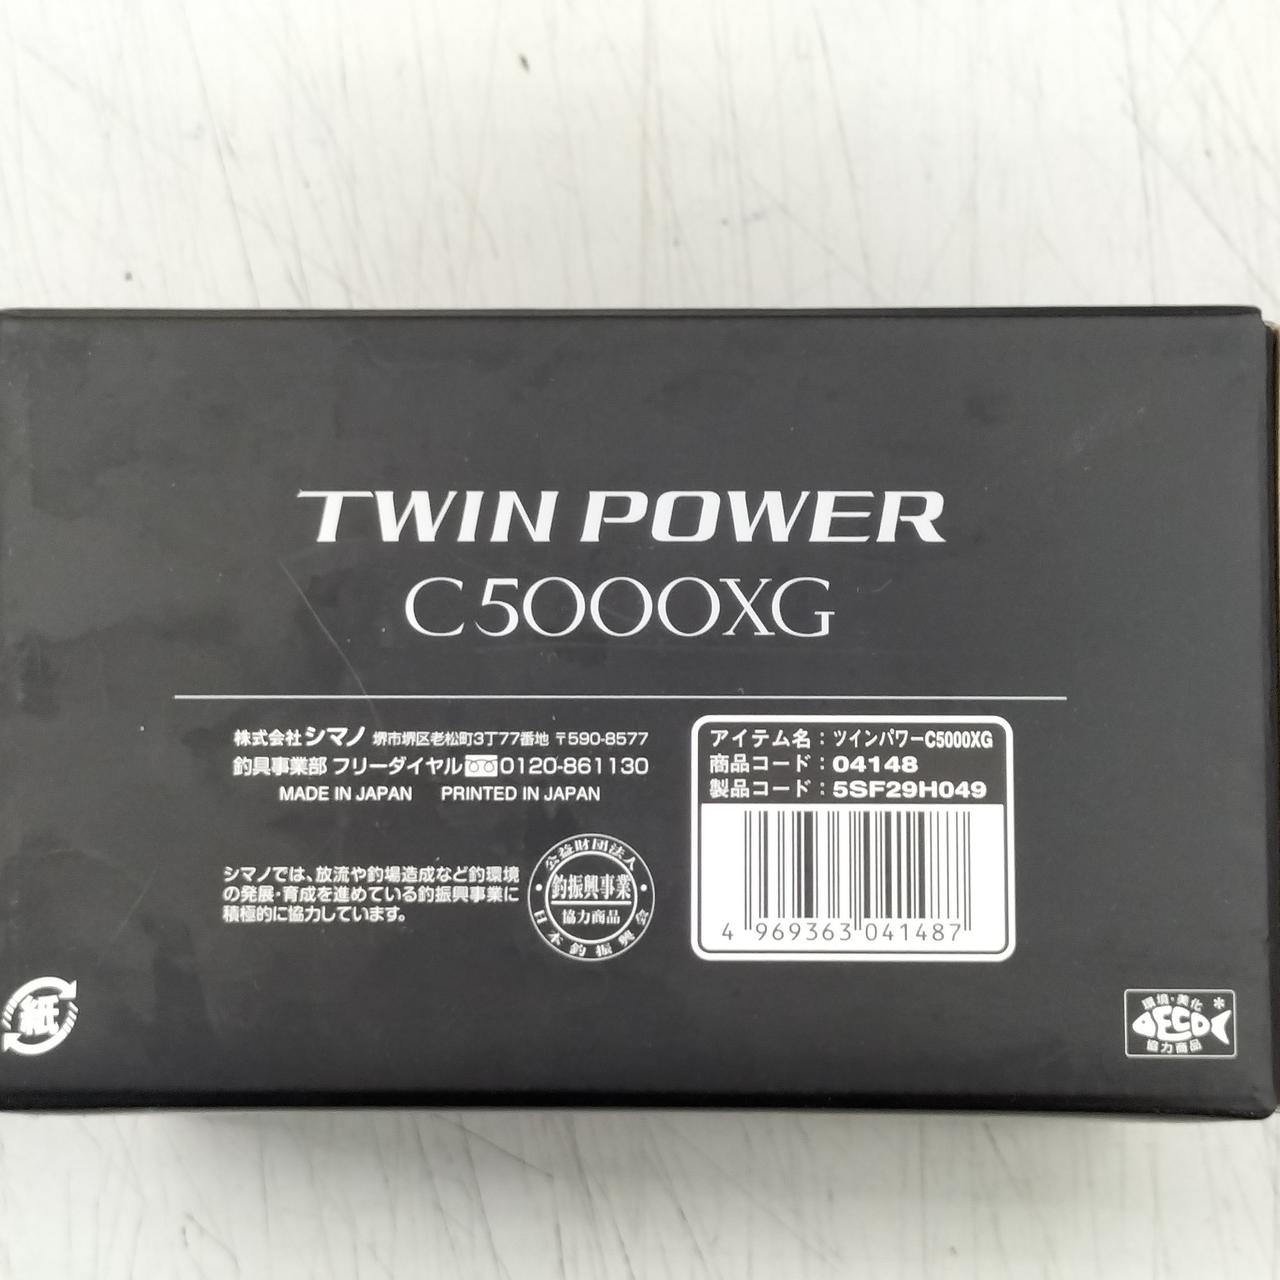 TWIN POWER
C5000XG
株式会社シマノ 堺市堺区老松町3丁77番地 〒590-8577
釣具事業部 フリーダイヤル 0120-861130
MADE IN JAPAN PRINTED IN JAPAN
アイテム名：ツインパワーC5000XG
商品コード：04148
製品コード：5SF29H049
4 969363 041487
シマノでは、放流や釣場造成など釣環境
の発展・育成を進めている釣振興事業に
積極的に協力しています。
公益財団法人
釣振興事業
協力商品
日本釣振興会
紙
環境・美化
ECO
協力商品